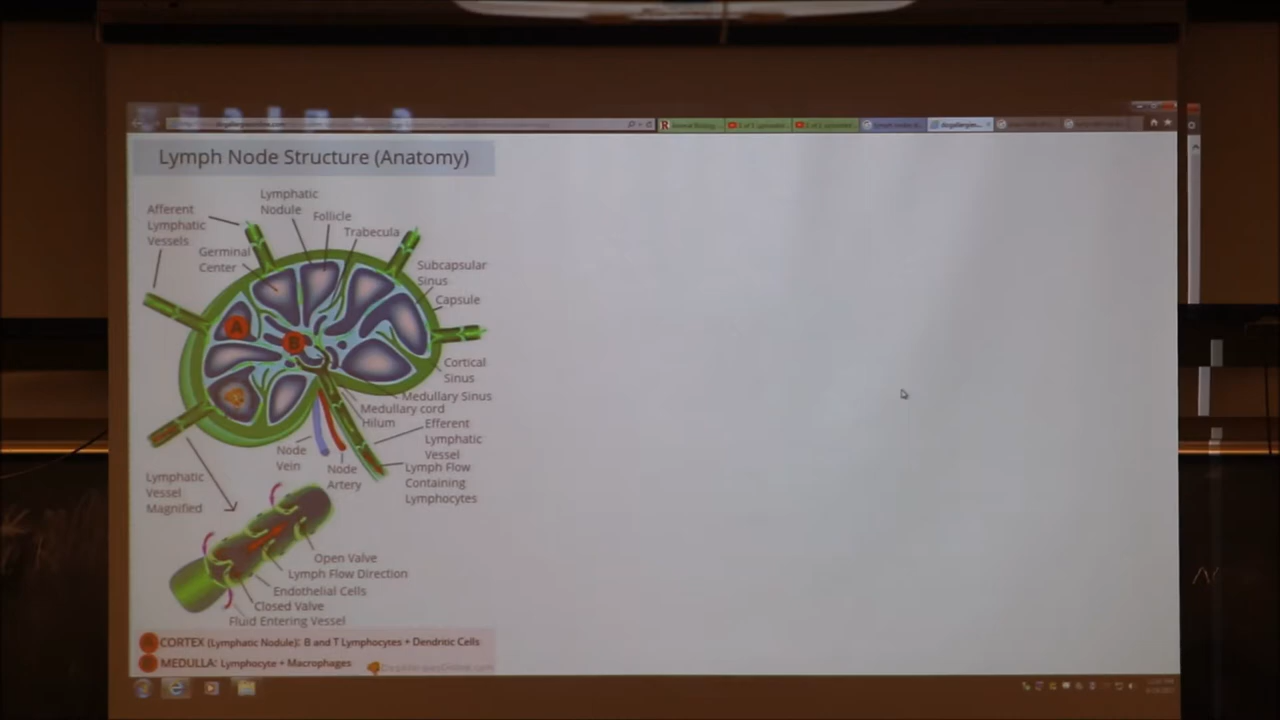 Lymph Node Structure (Anatomy)
Lymphatic
Nodule
Afferent
Lymphatic
Vessels
Follicle
Trabecula
Germinal
Center
Subcapsular
Sinus
Capsule
A
B
Cortical
Sinus
Medullary Sinus
Medullary cord
Hilum
Efferent
Lymphatic
Vessel
Node
Vein
Node
Artery
Lymph Flow
Containing
Lymphocytes
Lymphatic
Vessel
Magnified
Open Valve
Lymph Flow Direction
Endothelial Cells
Closed Valve
Fluid Entering Vessel
CORTEX (Lymphatic Nodule): B and T Lymphocytes + Dendritic Cells
MEDULLA: Lymphocyte + Macrophages
DogAllergiesOnline.com